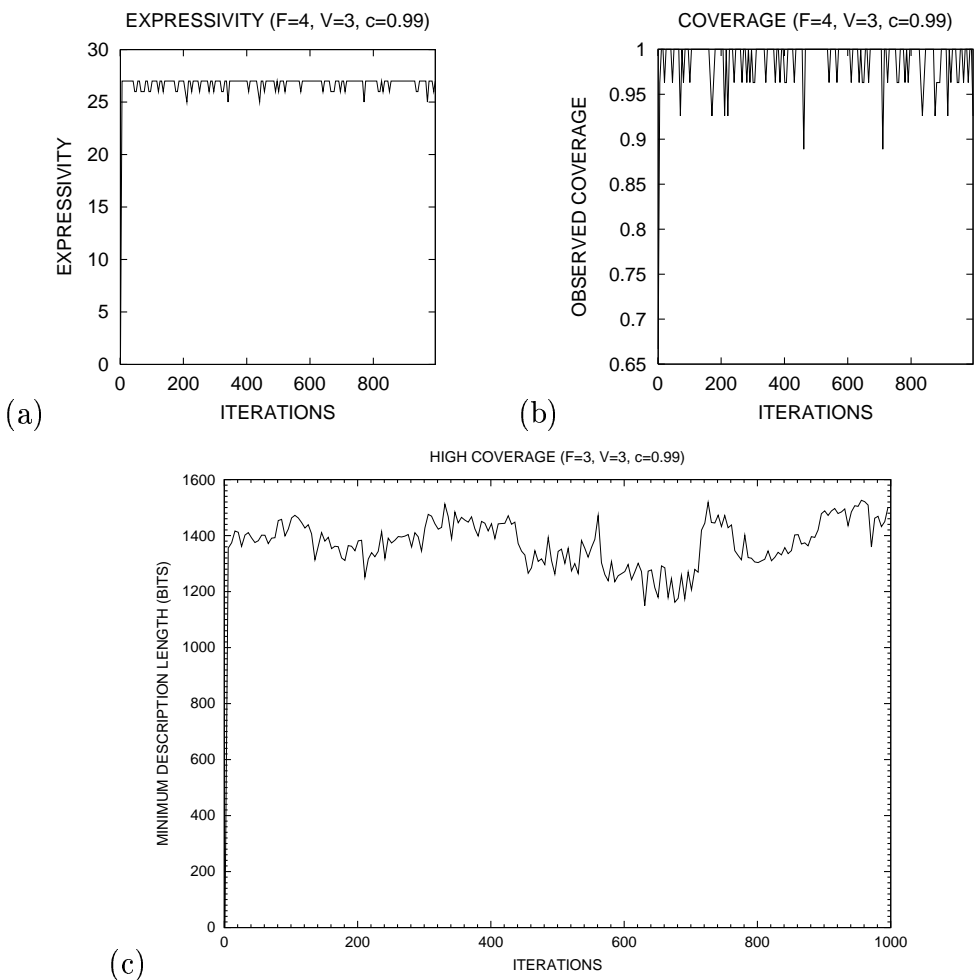 EXPRESSIVITY (F=4, V=3, c=0.99)
30
25
20
15
10
5
0
EXPRESSIVITY
0 200 400 600 800
ITERATIONS
(a)
COVERAGE (F=4, V=3, c=0.99)
1
0.95
0.9
0.85
0.8
0.75
0.7
0.65
OBSERVED COVERAGE
0 200 400 600 800
ITERATIONS
(b)
HIGH COVERAGE (F=3, V=3, c=0.99)
1600
1400
1200
1000
800
600
400
200
0
MINIMUM DESCRIPTION LENGTH (BITS)
0 200 400 600 800 1000
ITERATIONS
(c)